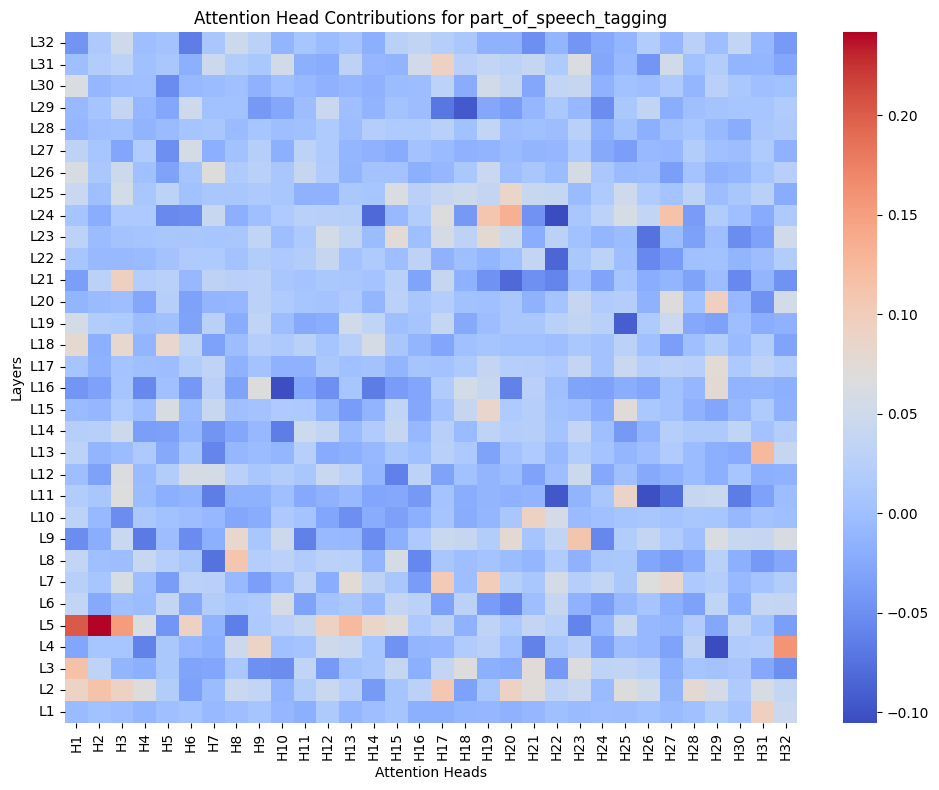 Attention Head Contributions for part_of_speech_tagging
Layers
L32
L31
L30
L29
L28
L27
L26
L25
L24
L23
L22
L21
L20
L19
L18
L17
L16
L15
L14
L13
L12
L11
L10
L9
L8
L7
L6
L5
L4
L3
L2
L1
H1 H2 H3 H4 H5 H6 H7 H8 H9 H10 H11 H12 H13 H14 H15 H16 H17 H18 H19 H20 H21 H22 H23 H24 H25 H26 H27 H28 H29 H30 H31 H32
Attention Heads
0.20
0.15
0.10
0.05
0.00
−0.05
−0.10